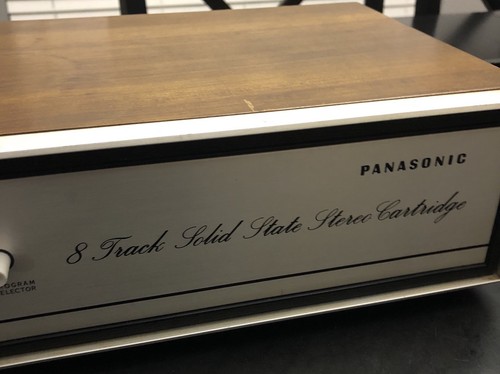 PANASONIC
8 Track Solid State Stereo Cartridge
OGRAM
ELECTOR